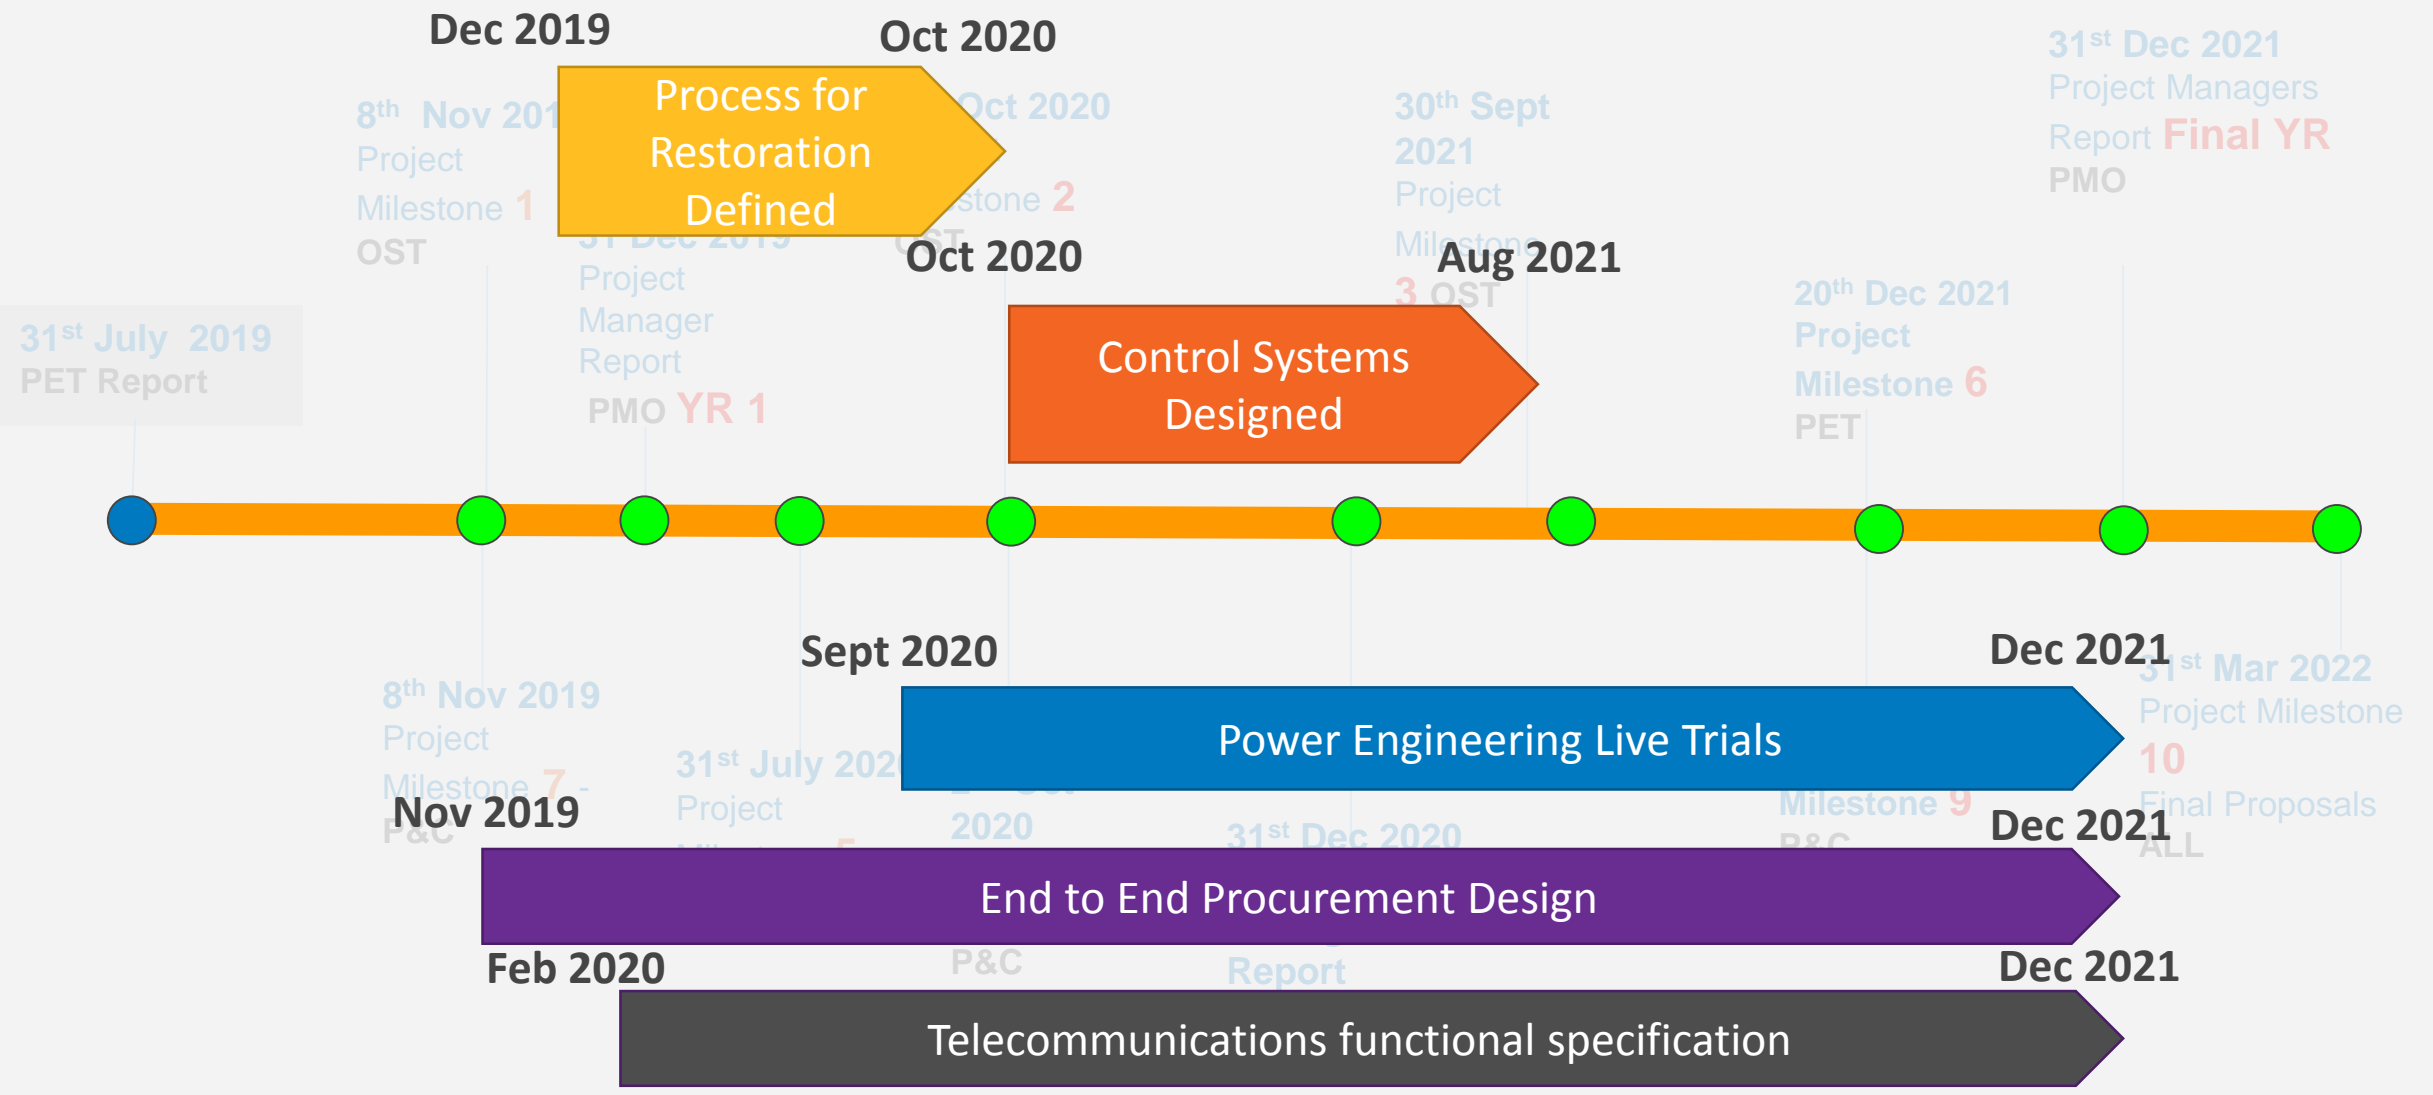 Dec 2019
Oct 2020
Process for
Restoration
Defined
8th Nov 201
Project
Milestone 1
OST
Oct 2020
stone 2
OST
30th Sept
2021
Project
Milestone
3 OST
31st Dec 2021
Project Managers
Report Final YR
PMO
31 Dec 2019
Project
Manager
Report
PMO YR 1
Oct 2020
Aug 2021
Control Systems
Designed
31st July 2019
PET Report
20th Dec 2021
Project
Milestone 6
PET
Sept 2020
Dec 2021
Power Engineering Live Trials
8th Nov 2019
Project
Milestone 7 -
P&C
31st July 202
Project
2020
P&C
31st Dec 2020
Report
Milestone 9
P&C
31st Mar 2022
Project Milestone
10
Final Proposals
ALL
Nov 2019
Dec 2021
End to End Procurement Design
Feb 2020
Dec 2021
Telecommunications functional specification